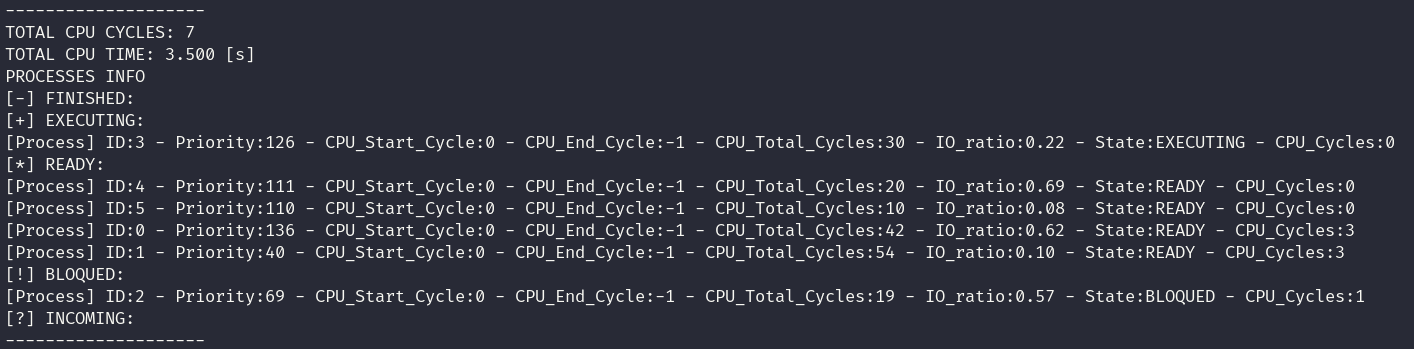 --------------------
TOTAL CPU CYCLES: 7
TOTAL CPU TIME: 3.500 [s]
PROCESSES INFO
[-] FINISHED:
[+] EXECUTING:
[Process] ID:3 - Priority:126 - CPU_Start_Cycle:0 - CPU_End_Cycle:-1 - CPU_Total_Cycles:30 - IO_ratio:0.22 - State:EXECUTING - CPU_Cycles:0
[*] READY:
[Process] ID:4 - Priority:111 - CPU_Start_Cycle:0 - CPU_End_Cycle:-1 - CPU_Total_Cycles:20 - IO_ratio:0.69 - State:READY - CPU_Cycles:0
[Process] ID:5 - Priority:110 - CPU_Start_Cycle:0 - CPU_End_Cycle:-1 - CPU_Total_Cycles:10 - IO_ratio:0.08 - State:READY - CPU_Cycles:0
[Process] ID:0 - Priority:136 - CPU_Start_Cycle:0 - CPU_End_Cycle:-1 - CPU_Total_Cycles:42 - IO_ratio:0.62 - State:READY - CPU_Cycles:3
[Process] ID:1 - Priority:40 - CPU_Start_Cycle:0 - CPU_End_Cycle:-1 - CPU_Total_Cycles:54 - IO_ratio:0.10 - State:READY - CPU_Cycles:3
[!] BLOQUED:
[Process] ID:2 - Priority:69 - CPU_Start_Cycle:0 - CPU_End_Cycle:-1 - CPU_Total_Cycles:19 - IO_ratio:0.57 - State:BLOQUED - CPU_Cycles:1
[?] INCOMING:
--------------------